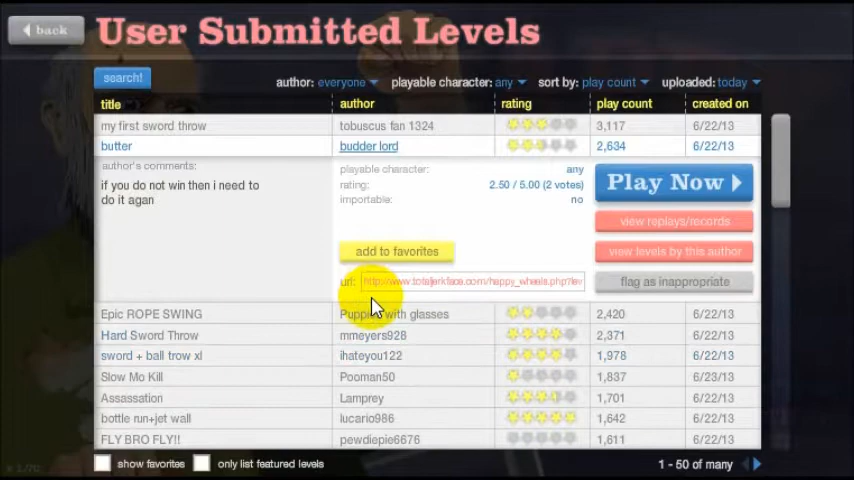 back
User Submitted Levels
search!
author: everyone playable character: any sort by: play count uploaded: today
title author rating play count created on
my first sword throw tobuscus fan 1324 3,117 6/22/13
butter budder lord 2,634 6/22/13
author's comments:
if you do not win then i need to
do it agan
playable character: any
rating: 2.50 / 5.00 (2 votes)
importable: no
Play Now
view replays/records
add to favorites
view levels by this author
url: http://www.totaljerkface.com/happy_wheels.php?lev
flag as inappropriate
Epic ROPE SWING Puppies with glasses 2,420 6/22/13
Hard Sword Throw mmeyers928 2,371 6/22/13
sword + ball trow xl ihateyou122 1,978 6/22/13
Slow Mo Kill Pooman50 1,837 6/23/13
Assassation Lamprey 1,701 6/22/13
bottle run+jet wall lucario986 1,642 6/22/13
FLY BRO FLY!! pewdiepie6676 1,611 6/22/13
show favorites only list featured levels 1 - 50 of many